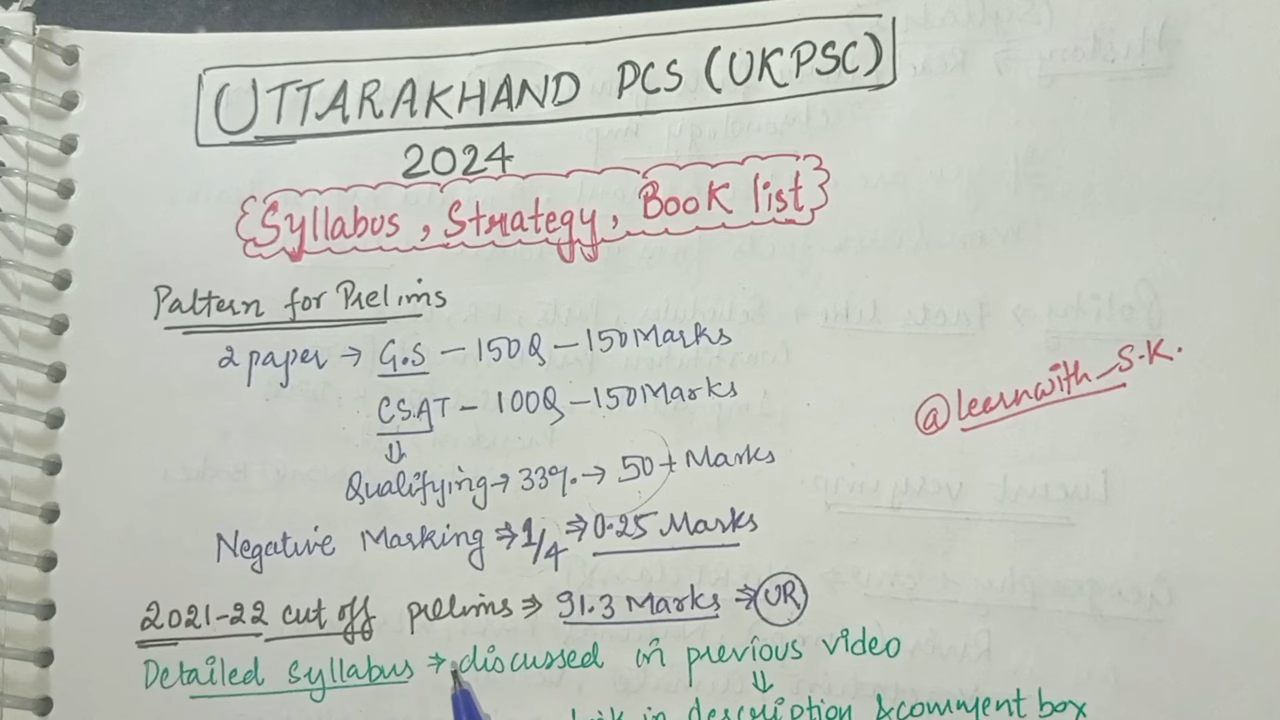 UTTARAKHAND PCS (UKPSC)
2024
{Syllabus, Strategy, Book list}
Pattern for Prelims
2 paper → G.S – 150Q – 150 Marks
CSAT – 100Q – 150 Marks
⇓
Qualifying → 33% → 50+ Marks
Negative Marking ⇒ 1/4 ⇒ 0.25 Marks
@learnwith_S.K.
2021-22 cut off prelims ⇒ 91.3 Marks ⇒ UR
Detailed Syllabus → discussed in previous video
⇓
in description & comment box